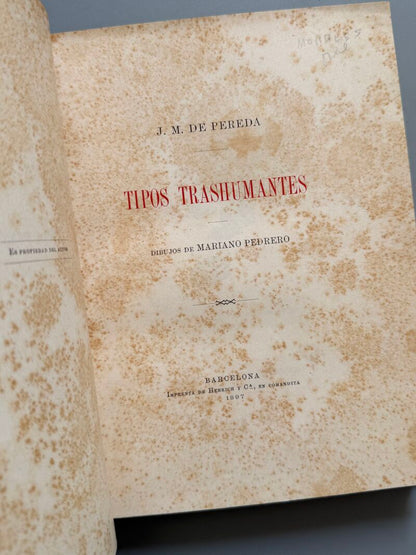 ES PROPIEDAD DEL AUTOR
J. M. DE PEREDA
TIPOS TRASHUMANTES
DIBUJOS DE MARIANO PEDRERO
BARCELONA
IMPRENTA DE HENRICH Y Cª., EN COMANDITA
1897